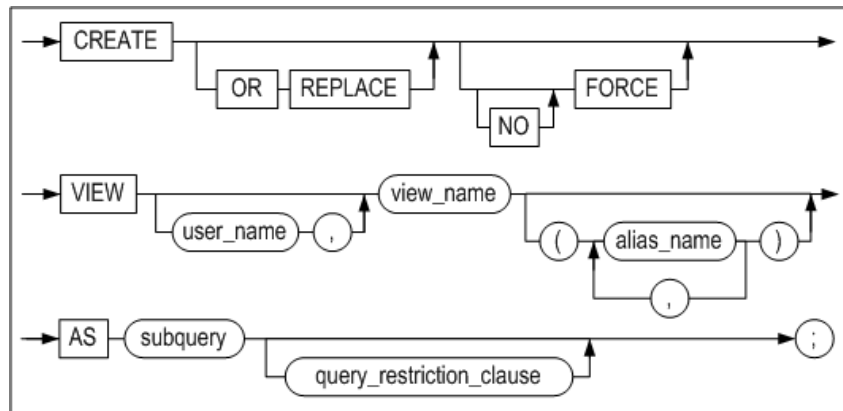 CREATE
OR REPLACE FORCE
NO
VIEW view_name
user_name , ( alias_name )
,
AS subquery ;
query_restriction_clause